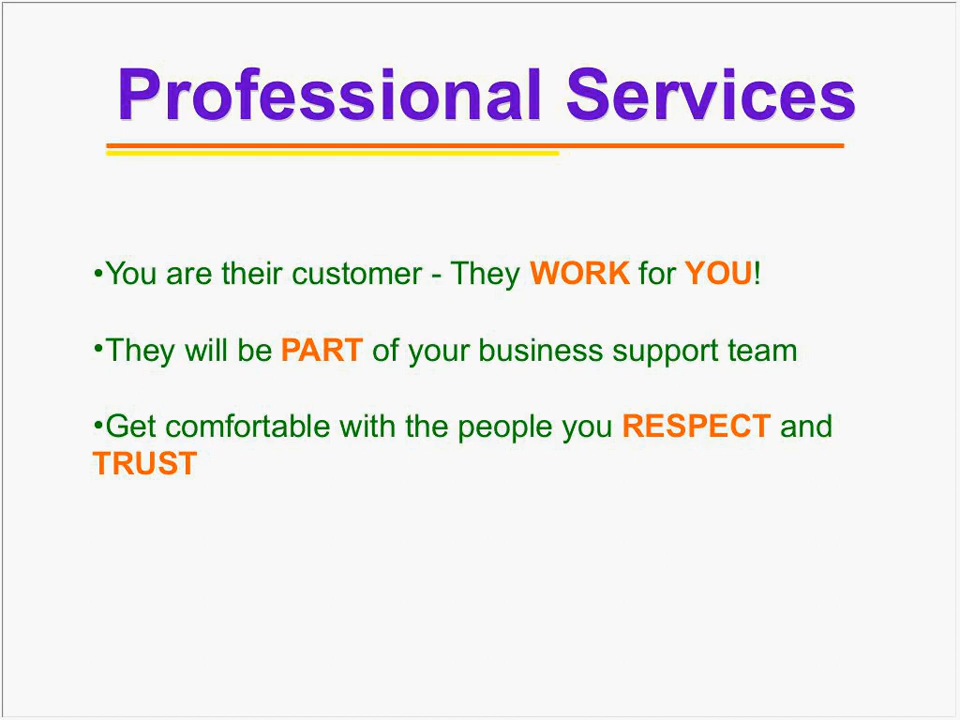 Professional Services
•You are their customer - They WORK for YOU!
•They will be PART of your business support team
•Get comfortable with the people you RESPECT and
TRUST